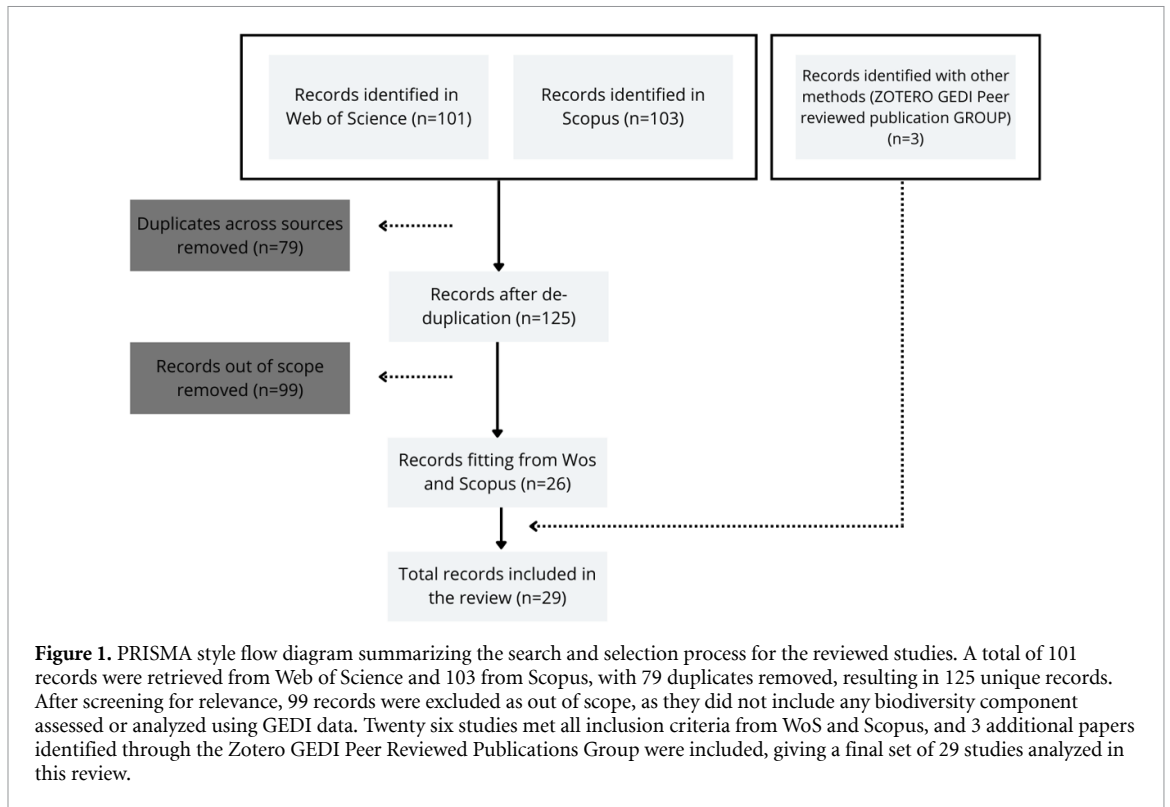 Records identified in
Web of Science (n=101)
Records identified in
Scopus (n=103)
Records identified with other
methods (ZOTERO GEDI Peer
reviewed publication GROUP)
(n=3)
Duplicates across sources
removed (n=79)
Records after de-
duplication (n=125)
Records out of scope
removed (n=99)
Records fitting from Wos
and Scopus (n=26)
Total records included in
the review (n=29)
Figure 1. PRISMA style flow diagram summarizing the search and selection process for the reviewed studies. A total of 101
records were retrieved from Web of Science and 103 from Scopus, with 79 duplicates removed, resulting in 125 unique records.
After screening for relevance, 99 records were excluded as out of scope, as they did not include any biodiversity component
assessed or analyzed using GEDI data. Twenty six studies met all inclusion criteria from WoS and Scopus, and 3 additional papers
identified through the Zotero GEDI Peer Reviewed Publications Group were included, giving a final set of 29 studies analyzed in
this review.